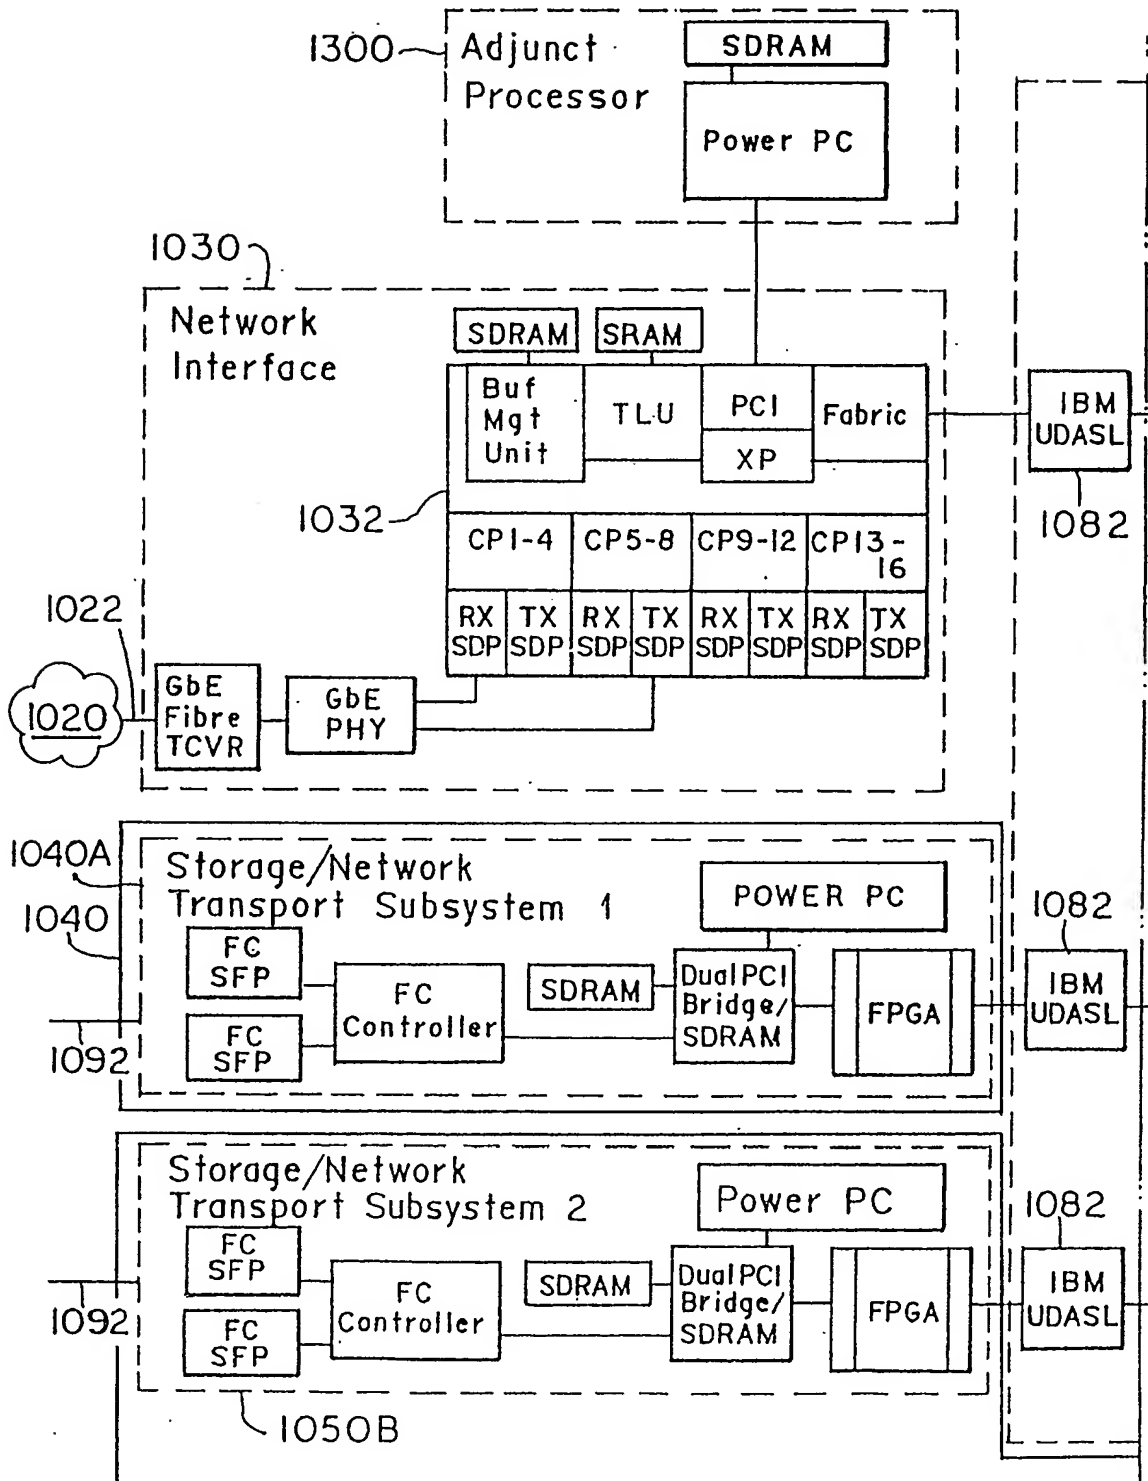 1300
Adjunct
Processor
SDRAM
Power PC
1030
Network
Interface
SDRAM
SRAM
Buf
Mgt
Unit
TLU
PCI
XP
Fabric
IBM
UDASL
1082
1032
CP1-4
CP5-8
CP9-12
CP13-
16
RX
SDP
TX
SDP
RX
SDP
TX
SDP
RX
SDP
TX
SDP
RX
SDP
TX
SDP
1022
1020
GbE
Fibre
TCVR
GbE
PHY
1040A
1040
Storage/Network
Transport Subsystem 1
POWER PC
FC
SFP
FC
SFP
FC
Controller
SDRAM
Dual PCI
Bridge/
SDRAM
FPGA
1082
IBM
UDASL
1092
Storage/Network
Transport Subsystem 2
Power PC
FC
SFP
FC
SFP
FC
Controller
SDRAM
Dual PCI
Bridge/
SDRAM
FPGA
1082
IBM
UDASL
1092
1050B